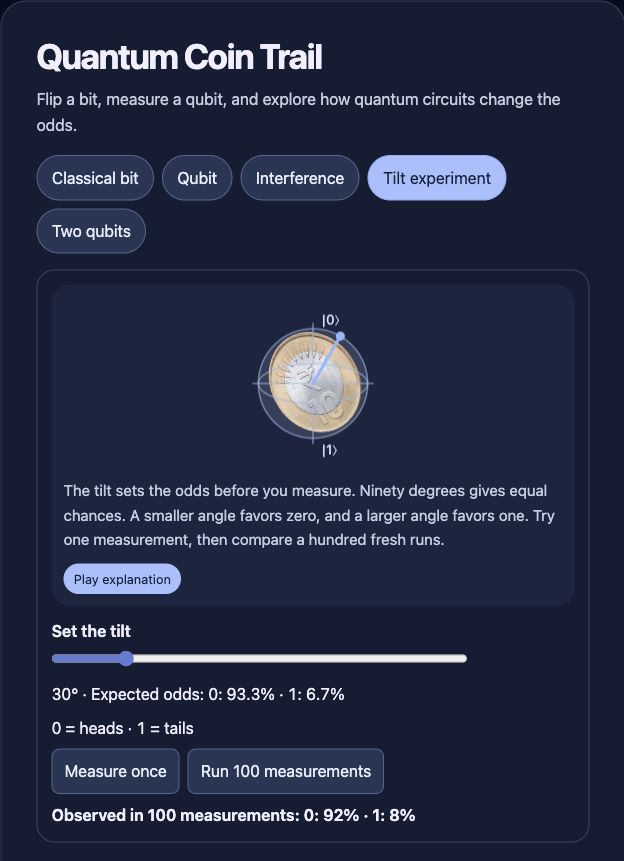 Quantum Coin Trail
Flip a bit, measure a qubit, and explore how quantum circuits change the
odds.
Classical bit
Qubit
Interference
Tilt experiment
Two qubits
|0⟩
10
|1⟩
The tilt sets the odds before you measure. Ninety degrees gives equal
chances. A smaller angle favors zero, and a larger angle favors one. Try
one measurement, then compare a hundred fresh runs.
Play explanation
Set the tilt
30° · Expected odds: 0: 93.3% · 1: 6.7%
0 = heads · 1 = tails
Measure once
Run 100 measurements
Observed in 100 measurements: 0: 92% · 1: 8%